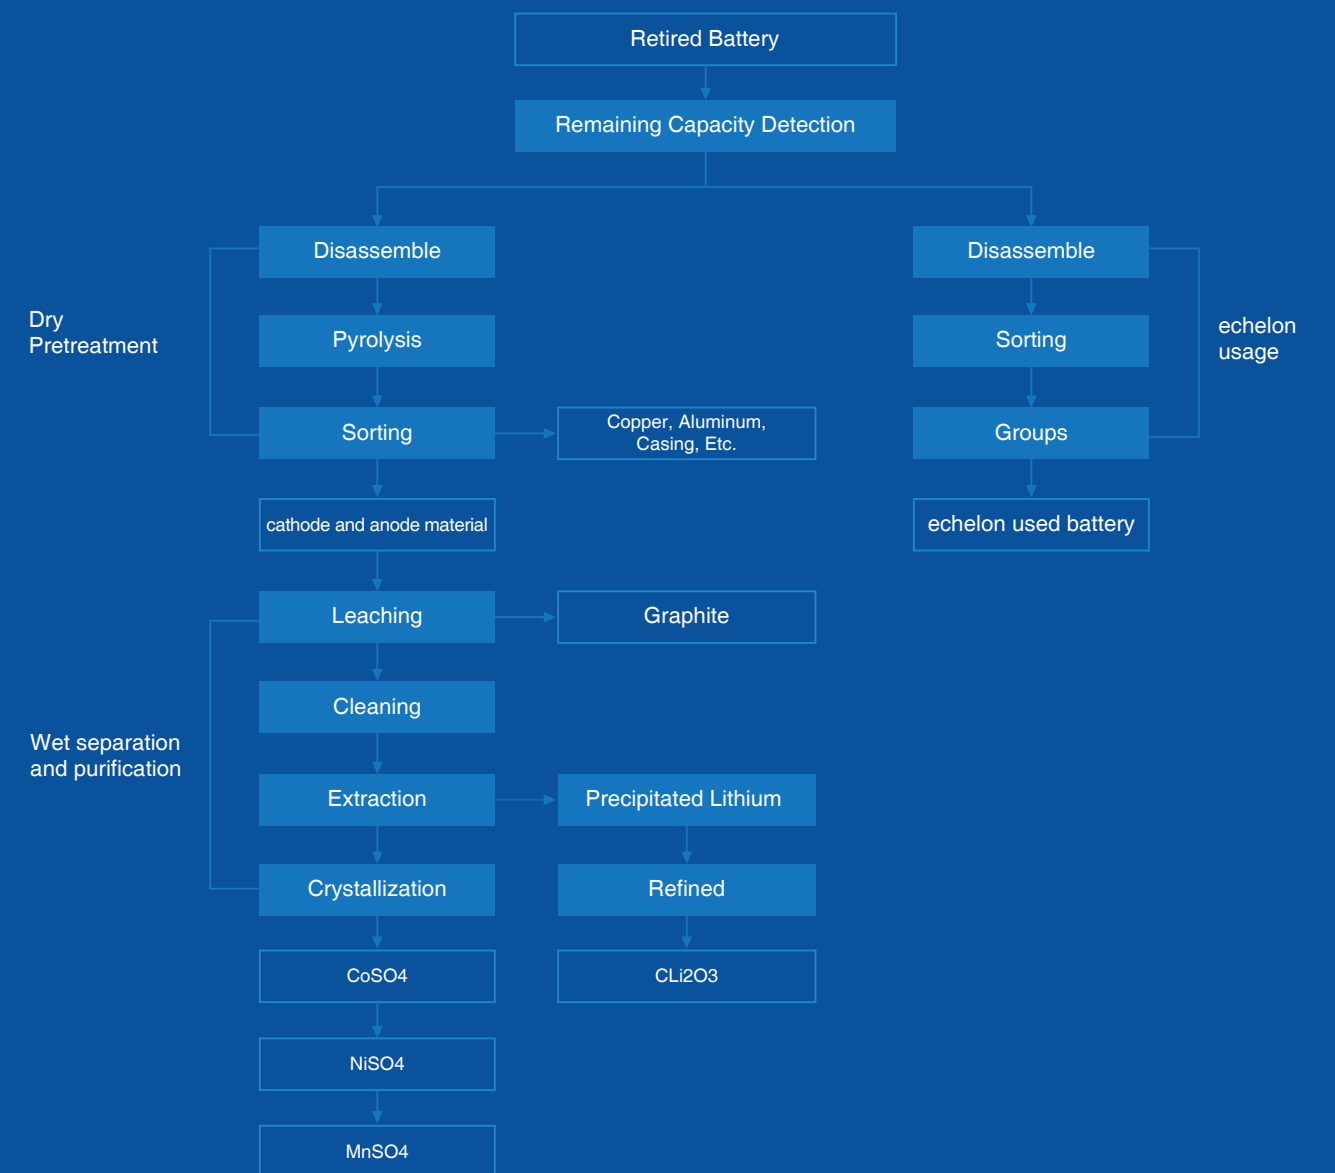 Retired Battery
Remaining Capacity Detection
Disassemble
Disassemble
Dry
Pretreatment
Pyrolysis
Sorting
echelon
usage
Sorting
Copper, Aluminum,
Casing, Etc.
Groups
cathode and anode material
echelon used battery
Leaching
Graphite
Cleaning
Wet separation
and purification
Extraction
Precipitated Lithium
Crystallization
Refined
CoSO4
CLi2O3
NiSO4
MnSO4